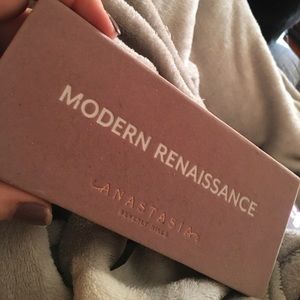 MODERN RENAISSANCE
ANASTASIA
BEVERLY HILLS